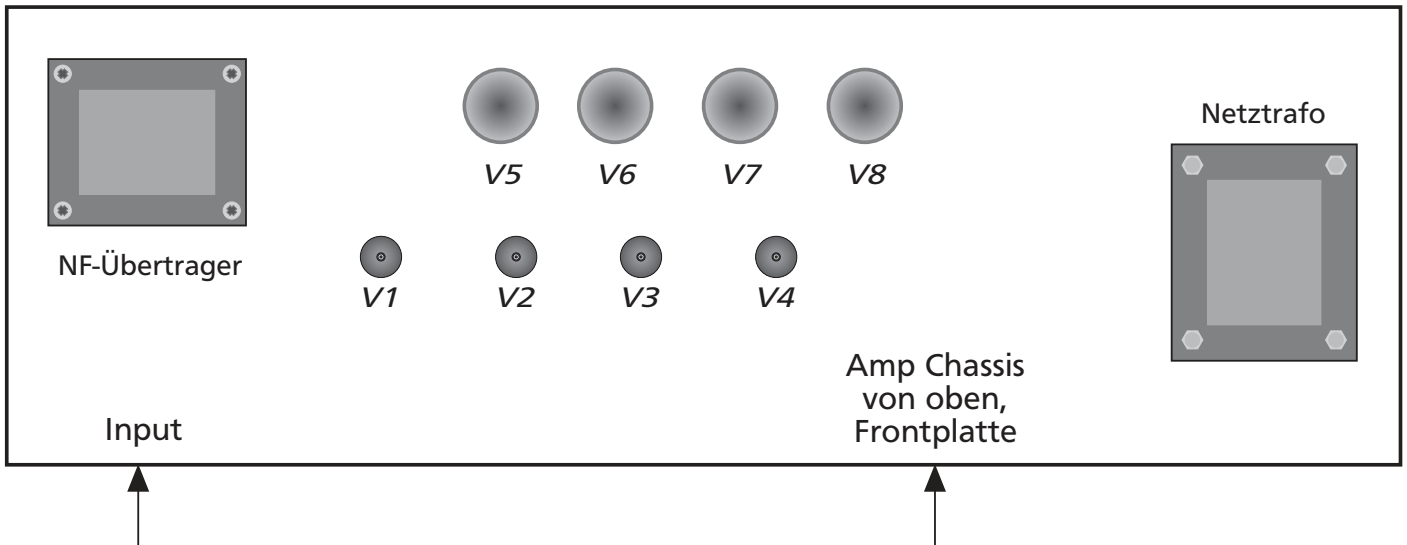 Netztrafo
V5 V6 V7 V8
NF-Übertrager
V1 V2 V3 V4
Amp Chassis
von oben,
Frontplatte
Input